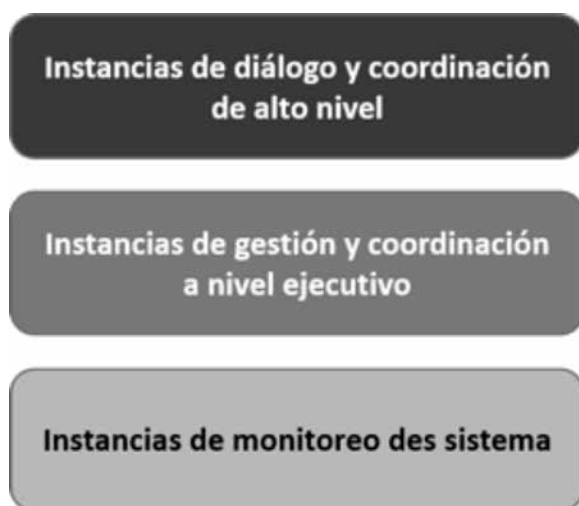 Instancias de diálogo y coordinación
de alto nivel
Instancias de gestión y coordinación
a nivel ejecutivo
Instancias de monitoreo des sistema